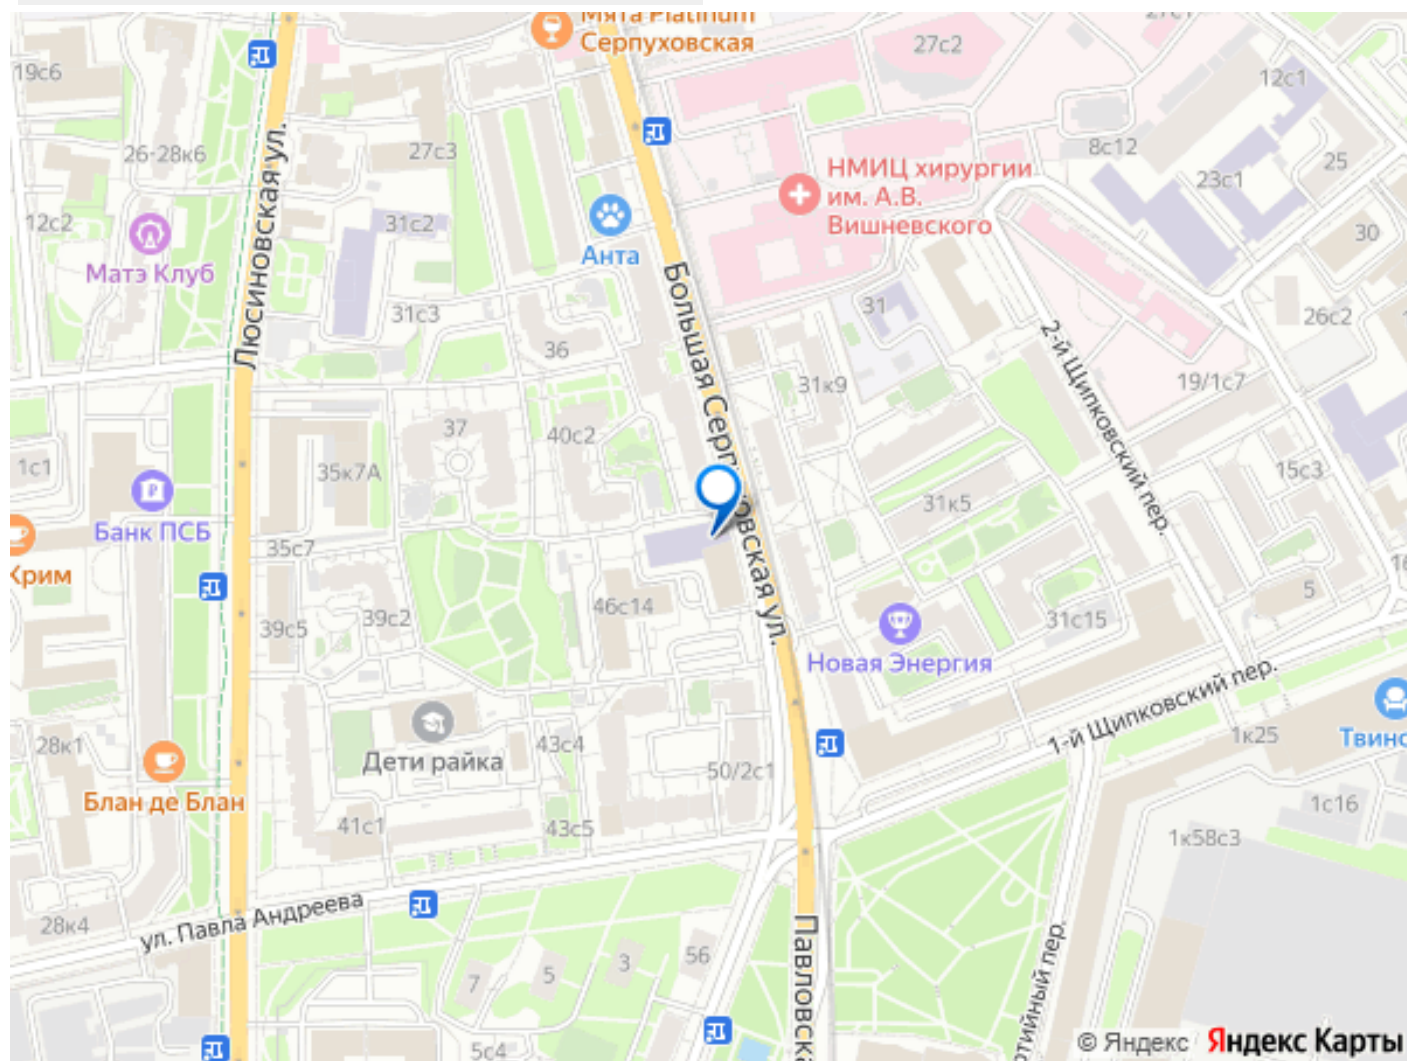 Мята Platinum
Серпуховская
27с2
27с1
12с1
19с6
26-28к6
27с3
8с12
25
23с1
НМИЦ хирургии
им. А.В.
Вишневского
12с2
31с2
30
Матэ Клуб
Анта
Люсиновская ул.
31с3
31
26с2
36
Большая Серпуховская ул.
2-й Щипковский пер.
31к9
19/1с7
37
40с2
1с1
35к7А
15с3
31к5
Банк ПСБ
35с7
Крим
46с14
39с2
39с5
5
31с15
Новая Энергия
1-й Щипковский пер.
28к1
Дети райка
43с4
50/2с1
1к25
Блан де Блан
41с1
43с5
1с16
1к58с3
28к4
ул. Павла Андреева
56
3
5
7
5с4
© Яндекс Яндекс Карты